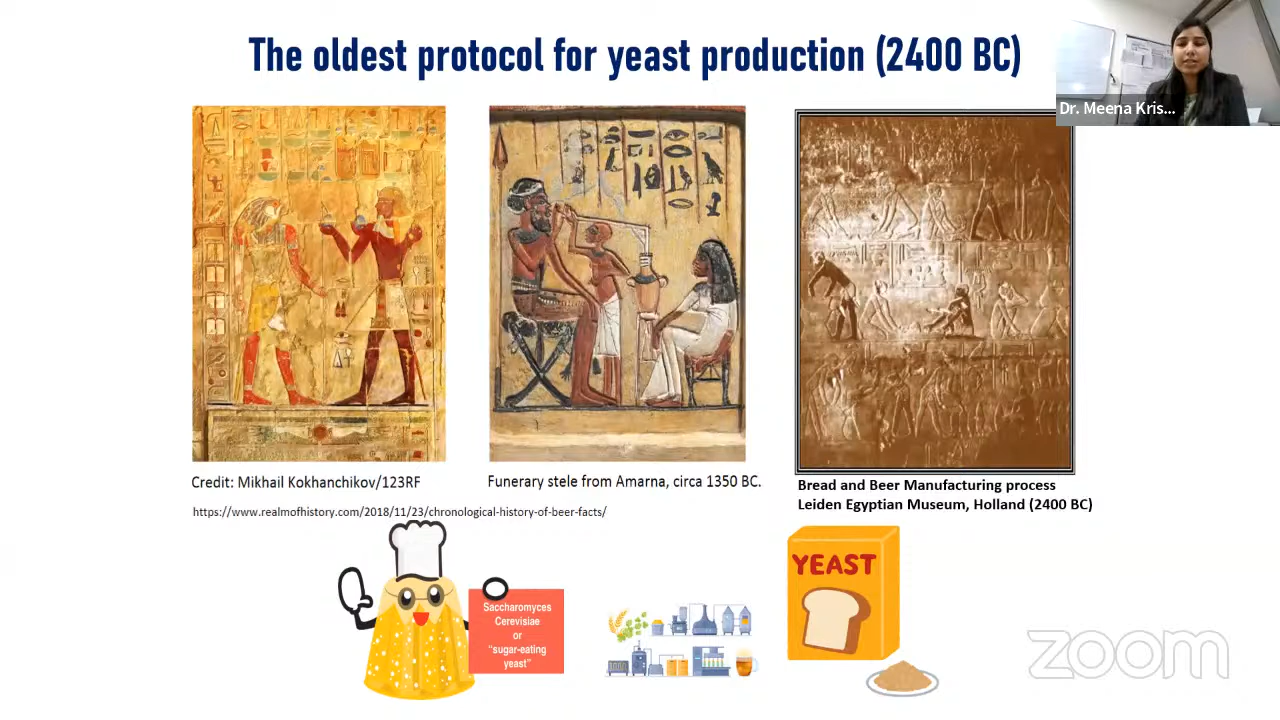 The oldest protocol for yeast production (2400 BC)
Dr. Meena Kris...
Credit: Mikhail Kokhanchikov/123RF
Funerary stele from Amarna, circa 1350 BC.
Bread and Beer Manufacturing process
Leiden Egyptian Museum, Holland (2400 BC)
https://www.realmofhistory.com/2018/11/23/chronological-history-of-beer-facts/
Saccharomyces
Cerevisiae
or
“sugar-eating
yeast”
YEAST
zoom